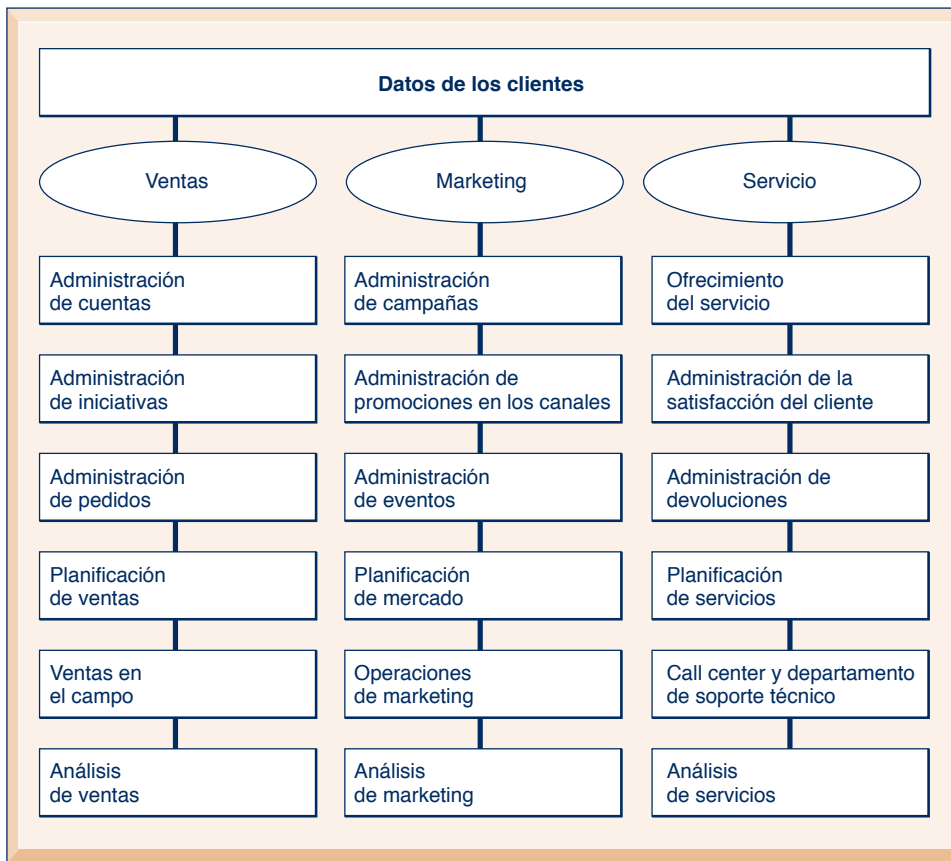 Datos de los clientes
Ventas
Marketing
Servicio
Administración
de cuentas
Administración
de campañas
Ofrecimiento
del servicio
Administración
de iniciativas
Administración de
promociones en los canales
Administración de la
satisfacción del cliente
Administración
de pedidos
Administración
de eventos
Administración de
devoluciones
Planificación
de ventas
Planificación
de mercado
Planificación
de servicios
Ventas en
el campo
Operaciones
de marketing
Call center y departamento
de soporte técnico
Análisis
de ventas
Análisis
de marketing
Análisis
de servicios